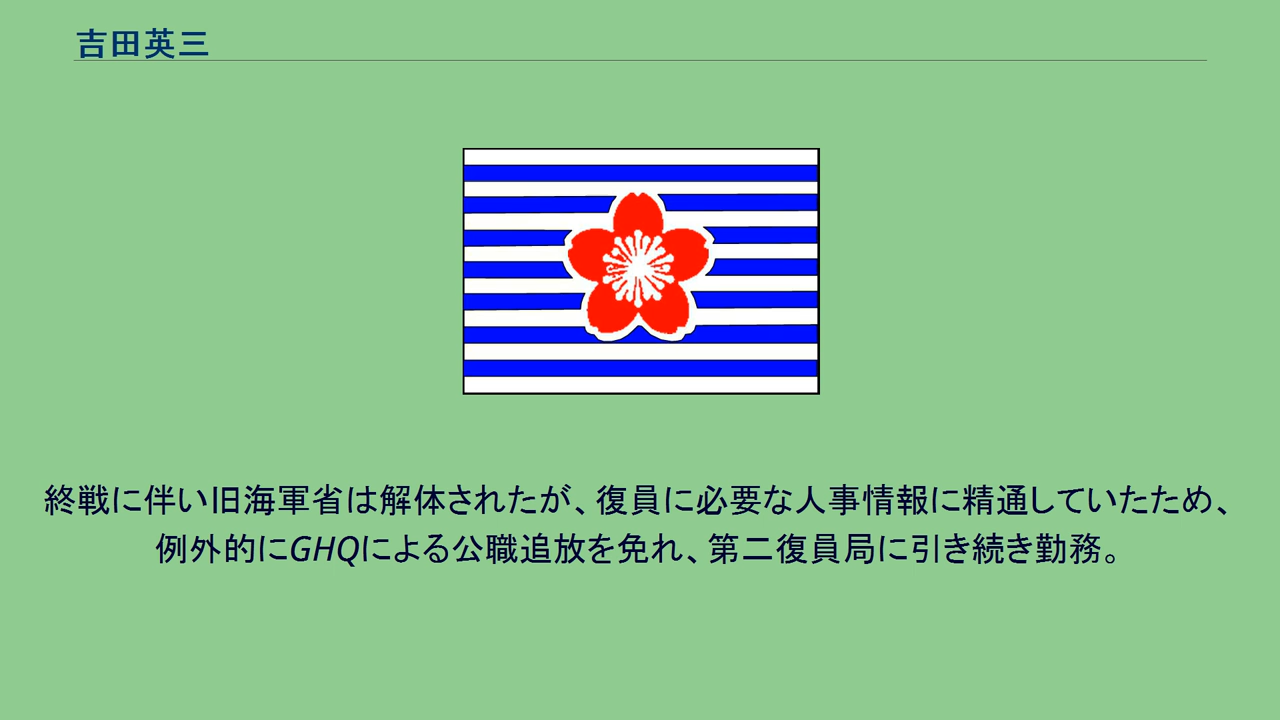 吉田英三
終戦に伴い旧海軍省は解体されたが、復員に必要な人事情報に精通していたため、
例外的にGHQによる公職追放を免れ、第二復員局に引き続き勤務。